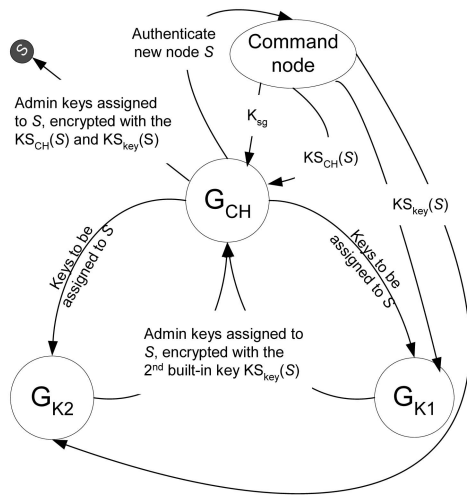 Authenticate
new node S
Command
node
S
Admin keys assigned
to S, encrypted with the
KSCH(S) and KSkey(S)
Ksg
KSCH(S)
KSkey(S)
GCH
Keys to be
assigned to S
Keys to be
assigned to S
Admin keys assigned to
S, encrypted with the
2nd built-in key KSkey(S)
GK2
GK1